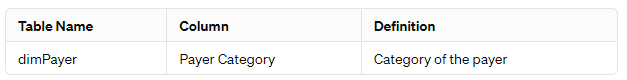 Table Name Column Definition
dimPayer Payer Category Category of the payer